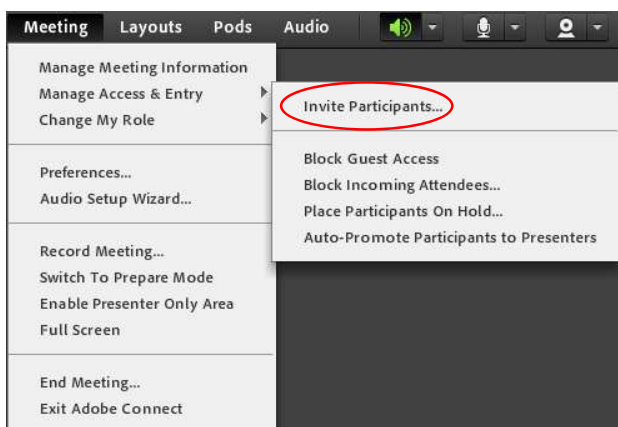 Meeting Layouts Pods Audio
Manage Meeting Information
Manage Access & Entry
Change My Role
Preferences...
Audio Setup Wizard...
Record Meeting...
Switch To Prepare Mode
Enable Presenter Only Area
Full Screen
End Meeting...
Exit Adobe Connect
Invite Participants...
Block Guest Access
Block Incoming Attendees...
Place Participants On Hold...
Auto-Promote Participants to Presenters